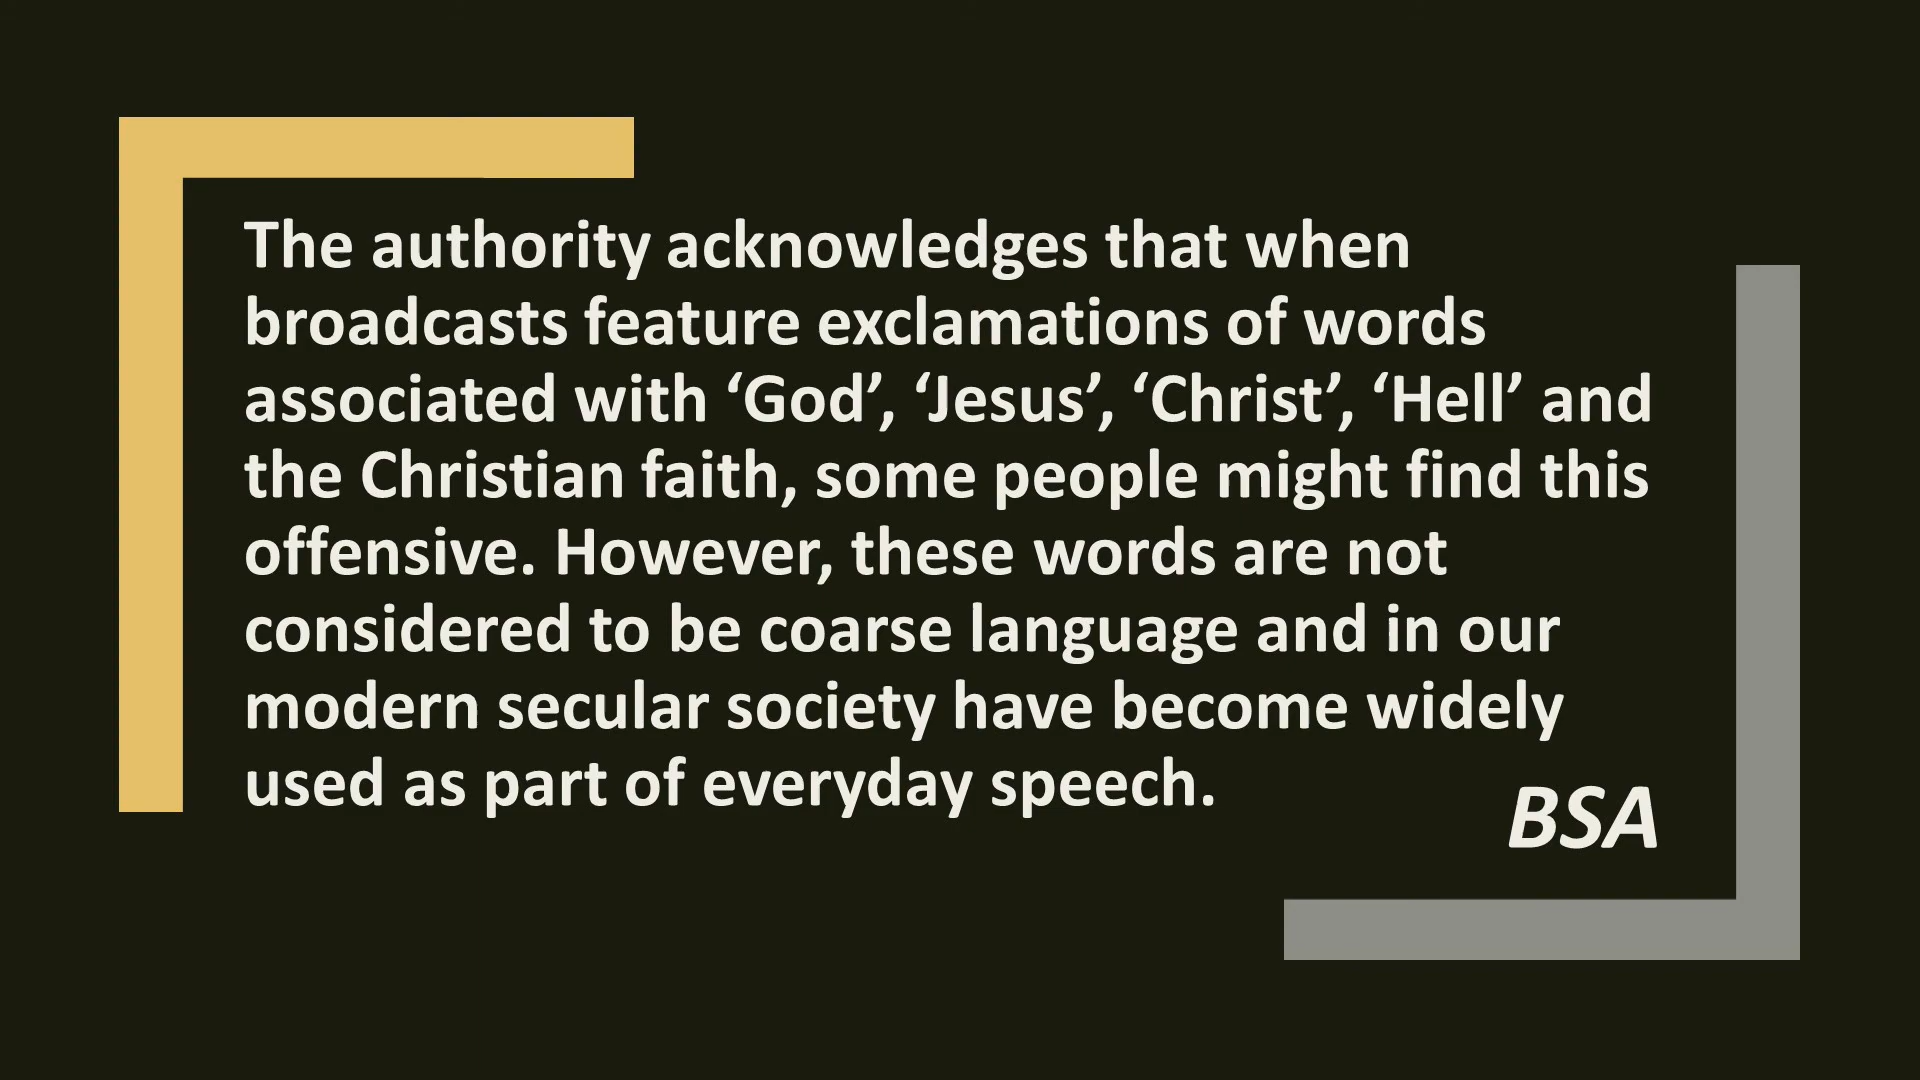 The authority acknowledges that when
broadcasts feature exclamations of words
associated with ‘God’, ‘Jesus’, ‘Christ’, ‘Hell’ and
the Christian faith, some people might find this
offensive. However, these words are not
considered to be coarse language and in our
modern secular society have become widely
used as part of everyday speech.
BSA